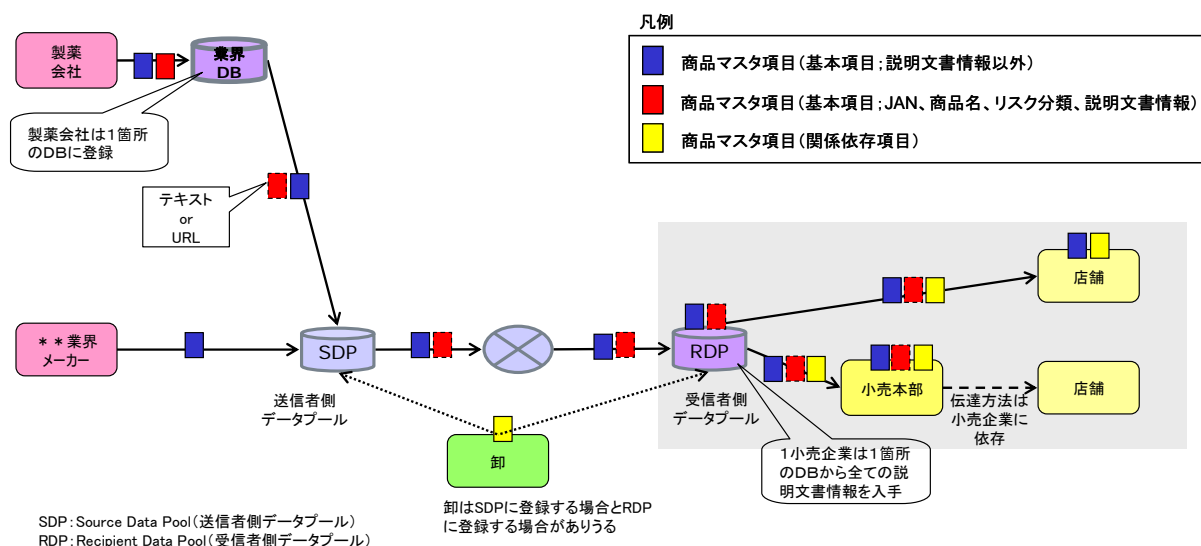 凡例
商品マスタ項目(基本項目;説明文書情報以外)
商品マスタ項目(基本項目;JAN、商品名、リスク分類、説明文書情報)
商品マスタ項目(関係依存項目)
製薬
会社
業界
DB
製薬会社は1箇所
のDBに登録
テキスト
or
URL
店舗
**業界
メーカー
SDP
RDP
送信者側
データプール
受信者側
データプール
小売本部
店舗
伝達方法は
小売企業に
依存
卸
1小売企業は1箇所
のDBから全ての説
明文書情報を入手
卸はSDPに登録する場合とRDP
に登録する場合がありうる
SDP:Source Data Pool(送信者側データプール)
RDP:Recipient Data Pool(受信者側データプール)